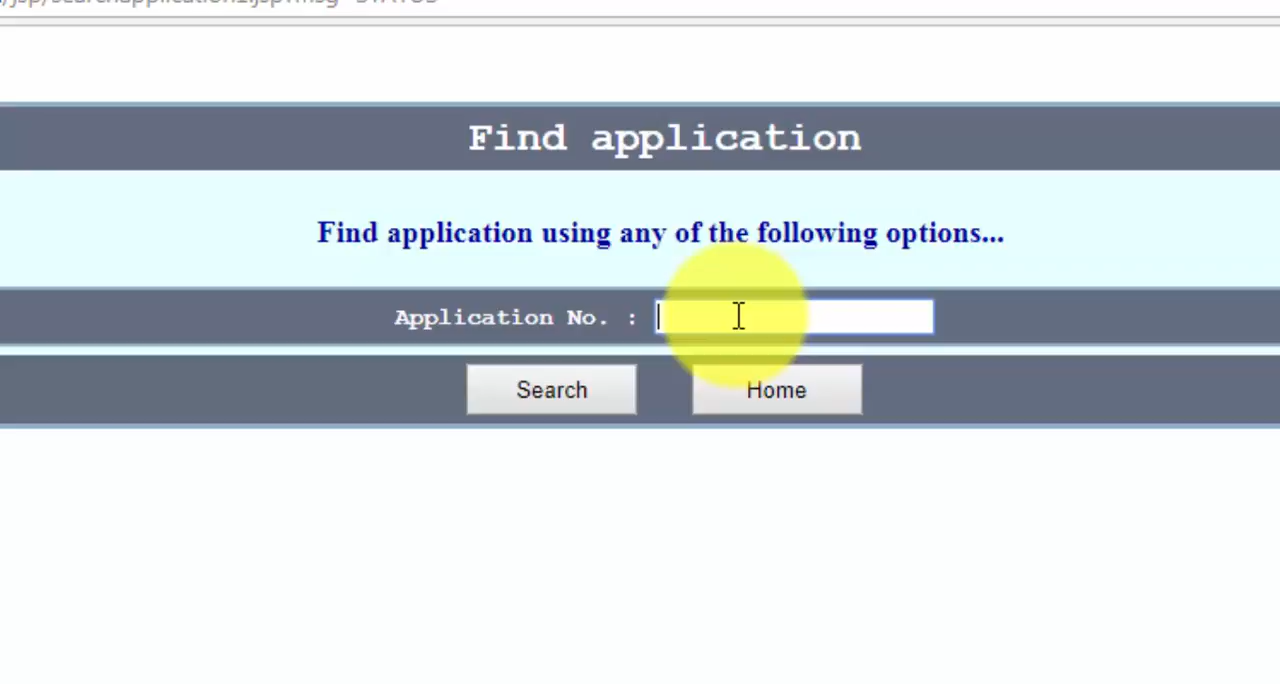 Find application
Find application using any of the following options...
Application No. :
Search
Home